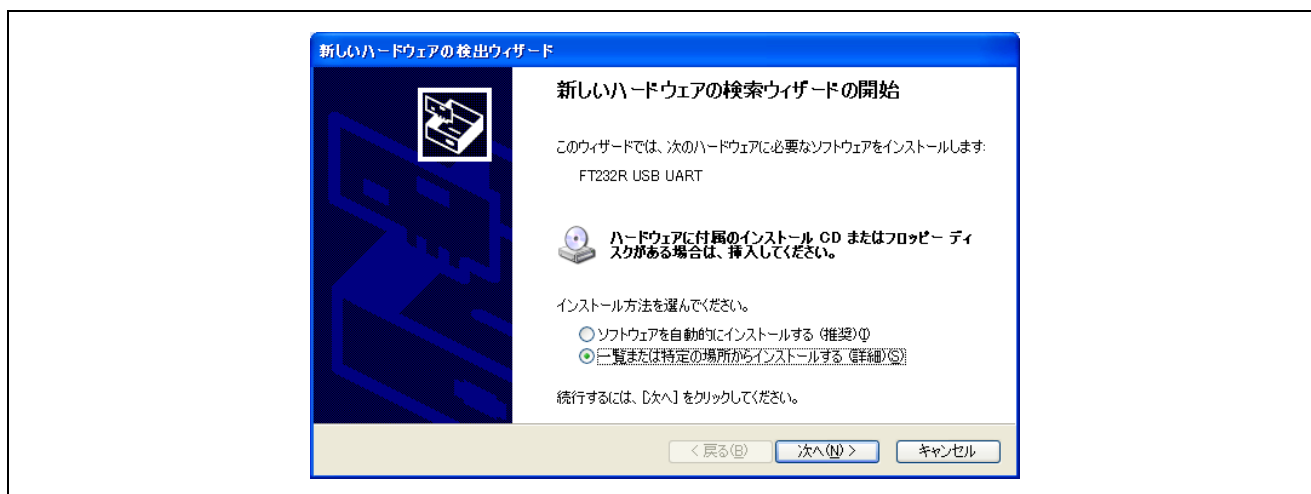 新しいハードウェアの検出ウィザード
新しいハードウェアの検索ウィザードの開始
このウィザードでは、次のハードウェアに必要なソフトウェアをインストールします:
FT232R USB UART
ハードウェアに付属のインストール CD またはフロッピー ディ
スクがある場合は、挿入してください。
インストール方法を選んでください。
ソフトウェアを自動的にインストールする (推奨)(I)
一覧または特定の場所からインストールする (詳細)(S)
続行するには、[次へ] をクリックしてください。
< 戻る(B)
次へ(N) >
キャンセル